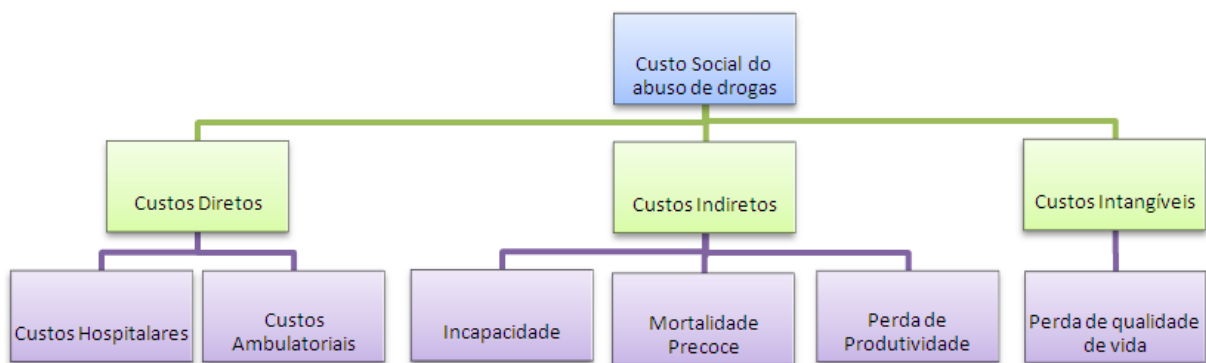 Custo Social do
abuso de drogas
Custos Diretos
Custos Indiretos
Custos Intangíveis
Custos Hospitalares
Custos
Ambulatoriais
Incapacidade
Mortalidade
Precoce
Perda de
Produtividade
Perda de qualidade
de vida